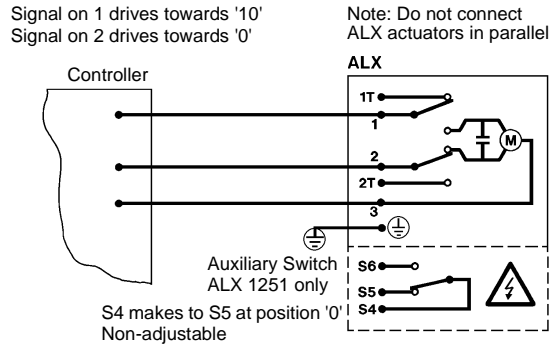 Signal on 1 drives towards '10'
Signal on 2 drives towards '0'
Note: Do not connect
ALX actuators in parallel
ALX
Controller
1T
1
2
M
2T
3
Auxiliary Switch
ALX 1251 only
S6
S5
S4
S4 makes to S5 at position '0'
Non-adjustable